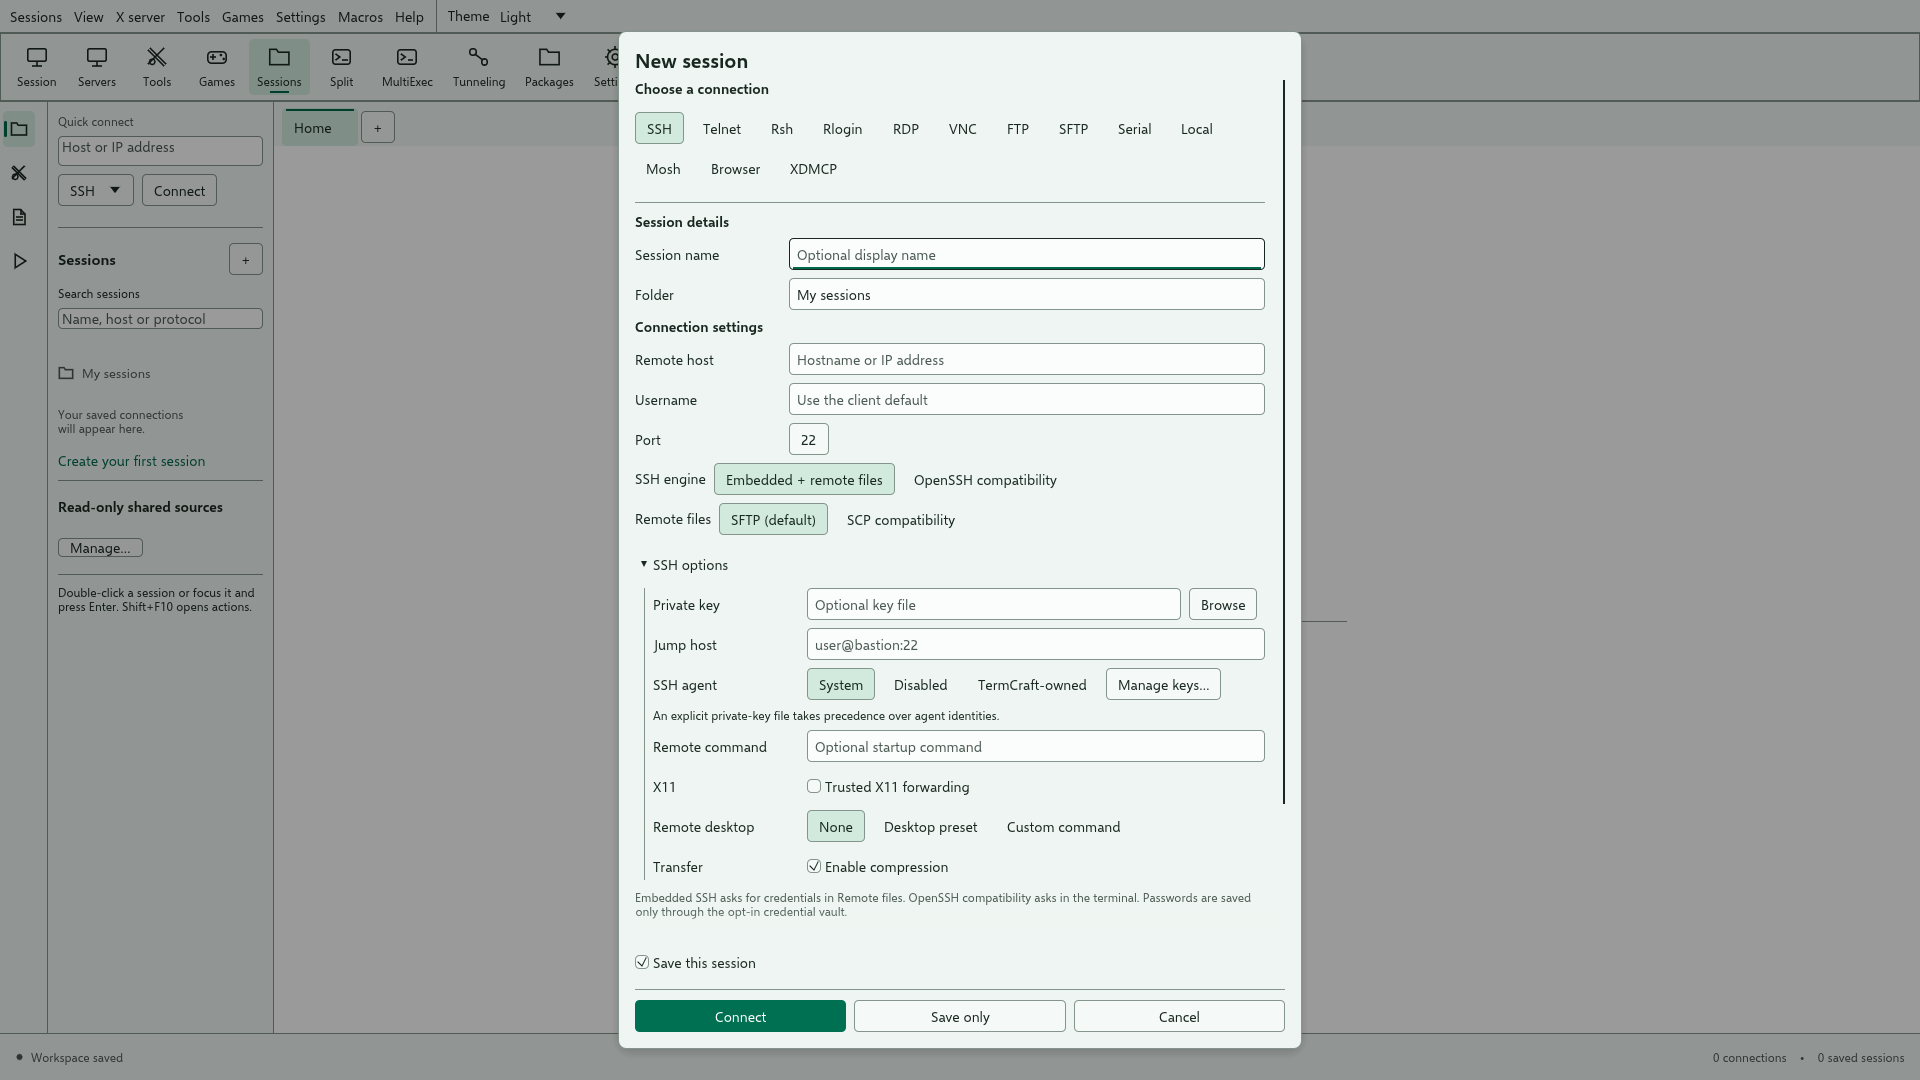 Sessions View X server Tools Games Settings Macros Help Theme Light
Session Servers Tools Games Sessions Split MultiExec Tunneling Packages
Quick connect
Host or IP address
SSH Connect
Sessions +
Search sessions
Name, host or protocol
My sessions
Your saved connections
will appear here.
Create your first session
Read-only shared sources
Manage...
Double-click a session or focus it and
press Enter. Shift+F10 opens actions.
Home +
New session
Choose a connection
SSH Telnet Rsh Rlogin RDP VNC FTP SFTP Serial Local
Mosh Browser XDMCP
Session details
Session name Optional display name
Folder My sessions
Connection settings
Remote host Hostname or IP address
Username Use the client default
Port 22
SSH engine Embedded + remote files OpenSSH compatibility
Remote files SFTP (default) SCP compatibility
SSH options
Private key Optional key file Browse
Jump host user@bastion:22
SSH agent System Disabled TermCraft-owned Manage keys...
An explicit private-key file takes precedence over agent identities.
Remote command Optional startup command
X11 Trusted X11 forwarding
Remote desktop None Desktop preset Custom command
Transfer Enable compression
Embedded SSH asks for credentials in Remote files. OpenSSH compatibility asks in the terminal. Passwords are saved
only through the opt-in credential vault.
Save this session
Connect Save only Cancel
Workspace saved
0 connections • 0 saved sessions